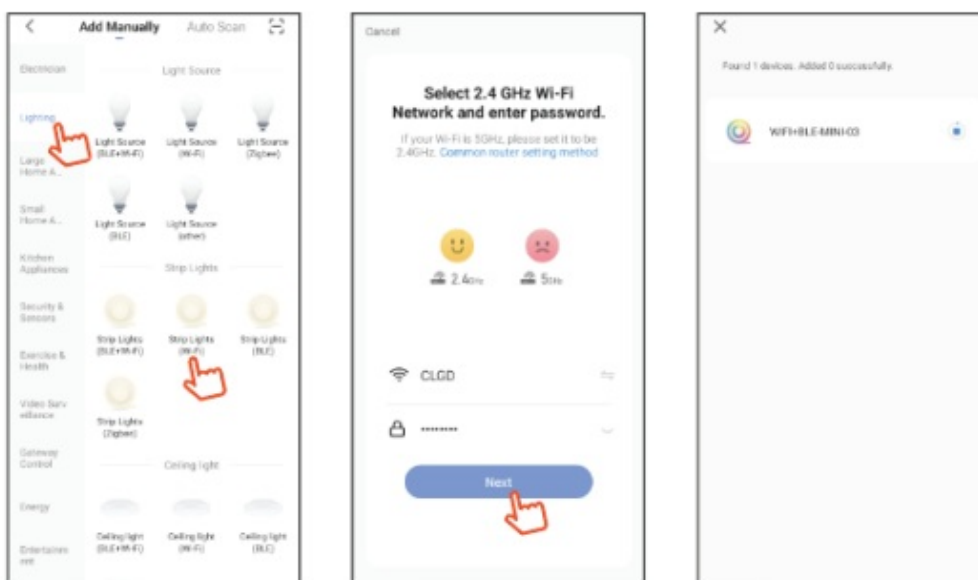 Add Manually
Auto Scan
Electrician
Lighting
Large
Home A...
Small
Home A...
Kitchen
Appliances
Security &
Sensors
Exercise &
Health
Video Surv
eillance
Gateway
Control
Energy
Entertainm
ent
Light Source
Light Source
(BLE+Wi-Fi)
Light Source
(Wi-Fi)
Light Source
(Zigbee)
Light Source
(BLE)
Light Source
(other)
Strip Lights
Strip Lights
(BLE+Wi-Fi)
Strip Lights
(Wi-Fi)
Strip Lights
(BLE)
Strip Lights
(Zigbee)
Ceiling light
Ceiling light
(BLE+Wi-Fi)
Ceiling light
(Wi-Fi)
Ceiling light
(BLE)
Cancel
Select 2.4 GHz Wi-Fi
Network and enter password.
If your Wi-Fi is 5GHz, please set it to be
2.4GHz. Common router setting method
2.4GHz
5GHz
CLGD
Next
Found 1 devices. Added 0 successfully.
WIFI+BLE-MINI-03